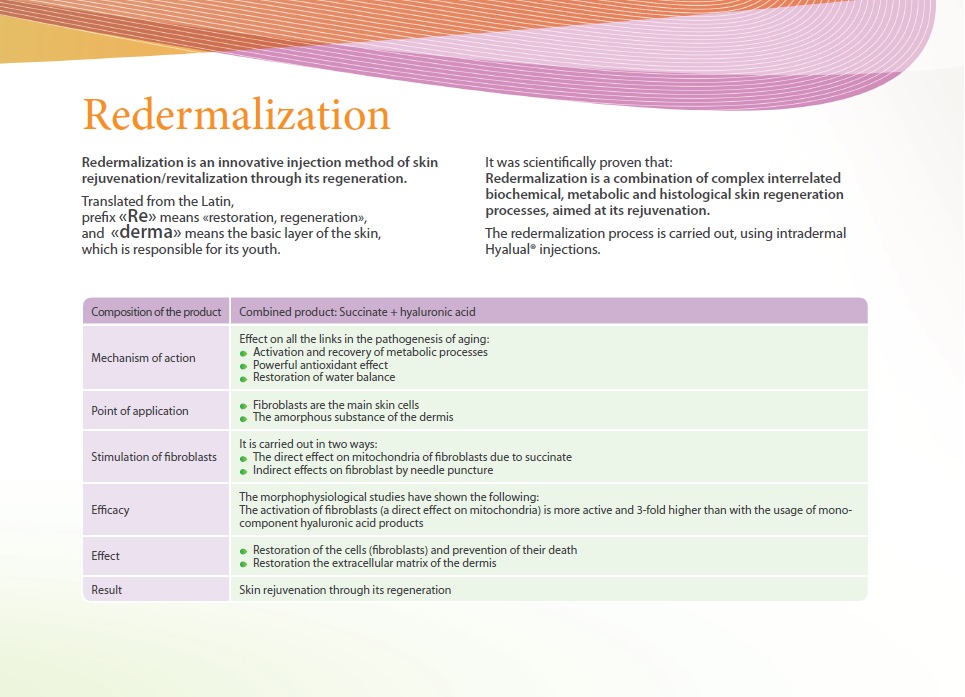 Redermalization
Redermalization is an innovative injection method of skin
rejuvenation/revitalization through its regeneration.
Translated from the Latin,
prefix «Re» means «restoration, regeneration»,
and «derma» means the basic layer of the skin,
which is responsible for its youth.
It was scientifically proven that:
Redermalization is a combination of complex interrelated
biochemical, metabolic and histological skin regeneration
processes, aimed at its rejuvenation.
The redermalization process is carried out, using intradermal
Hyalual® injections.
Composition of the product
Combined product: Succinate + hyaluronic acid
Mechanism of action
Effect on all the links in the pathogenesis of aging:
Activation and recovery of metabolic processes
Powerful antioxidant effect
Restoration of water balance
Point of application
Fibroblasts are the main skin cells
The amorphous substance of the dermis
Stimulation of fibroblasts
It is carried out in two ways:
The direct effect on mitochondria of fibroblasts due to succinate
Indirect effects on fibroblast by needle puncture
Efficacy
The morphophysiological studies have shown the following:
The activation of fibroblasts (a direct effect on mitochondria) is more active and 3-fold higher than with the usage of mono-
component hyaluronic acid products
Effect
Restoration of the cells (fibroblasts) and prevention of their death
Restoration the extracellular matrix of the dermis
Result
Skin rejuvenation through its regeneration